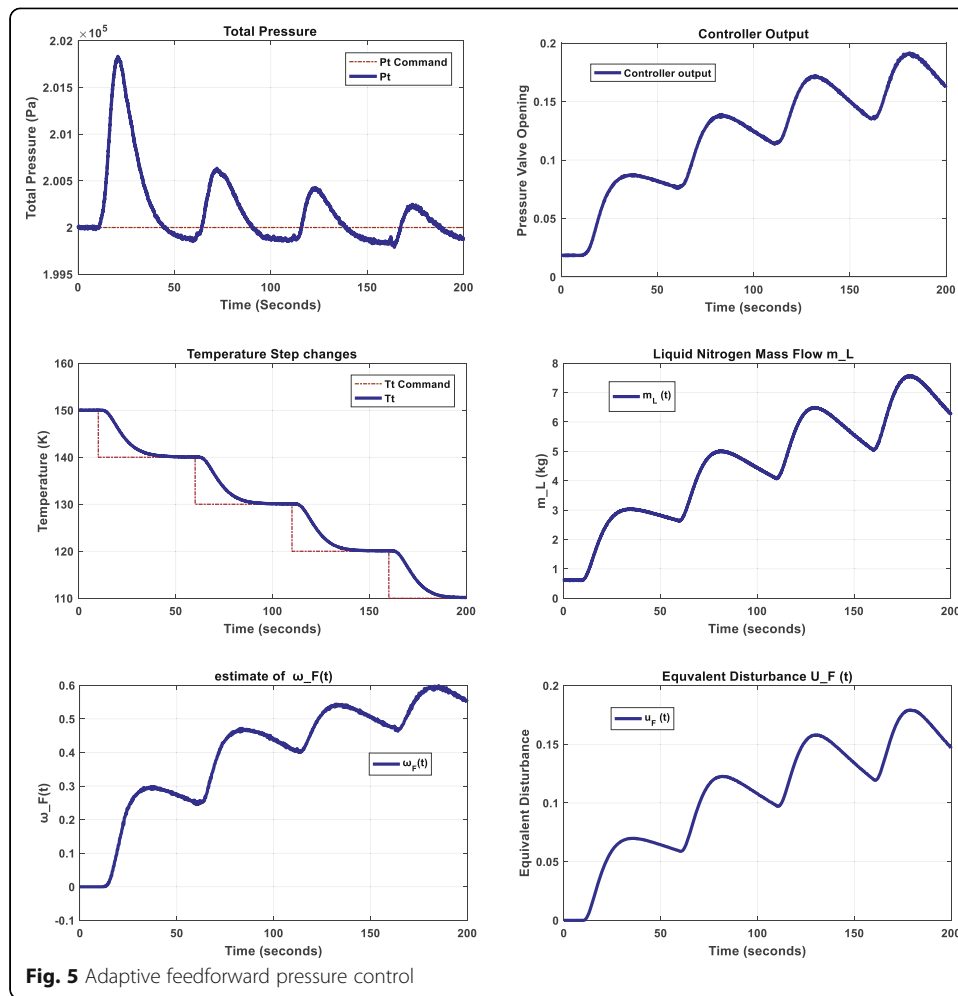 Total Pressure
× 10⁵
2.02
2.015
2.01
2.005
2
1.995
Total Pressure (Pa)
Pt Command
Pt
0 50 100 150 200
Time (Seconds)
Controller Output
0.2
0.15
0.1
0.05
0
Pressure Valve Opening
Controller output
0 50 100 150 200
Time (seconds)
Temperature Step changes
160
150
140
130
120
110
Temperature (K)
Tt Command
Tt
0 50 100 150 200
Time (seconds)
Liquid Nitrogen Mass Flow m_L
8
7
6
5
4
3
2
1
0
m_L (kg)
m_L (t)
0 50 100 150 200
Time (seconds)
estimate of ω_F(t)
0.6
0.5
0.4
0.3
0.2
0.1
0
-0.1
ω_F(t)
ω_F(t)
0 50 100 150 200
Time (seconds)
Equvalent Disturbance U_F (t)
0.2
0.15
0.1
0.05
0
Equivalent Disturbance
u_F (t)
0 50 100 150 200
Time (seconds)
Fig. 5 Adaptive feedforward pressure control